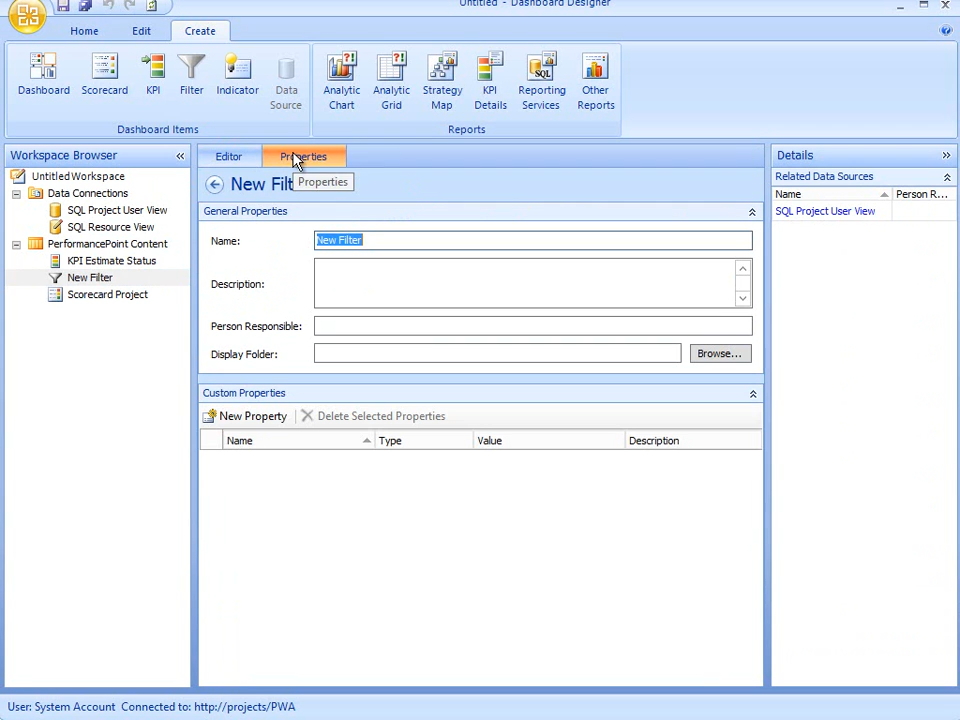 Untitled - Dashboard Designer
Home Edit Create
Dashboard Scorecard KPI Filter Indicator Data Source
Analytic Chart Analytic Grid Strategy Map KPI Details Reporting Services Other Reports
Dashboard Items Reports
Workspace Browser
Untitled Workspace
Data Connections
SQL Project User View
SQL Resource View
PerformancePoint Content
KPI Estimate Status
New Filter
Scorecard Project
Editor Properties
New Filt
Properties
General Properties
Name: New Filter
Description:
Person Responsible:
Display Folder: Browse...
Custom Properties
New Property Delete Selected Properties
Name Type Value Description
Details
Related Data Sources
Name Person R...
SQL Project User View
User: System Account Connected to: http://projects/PWA